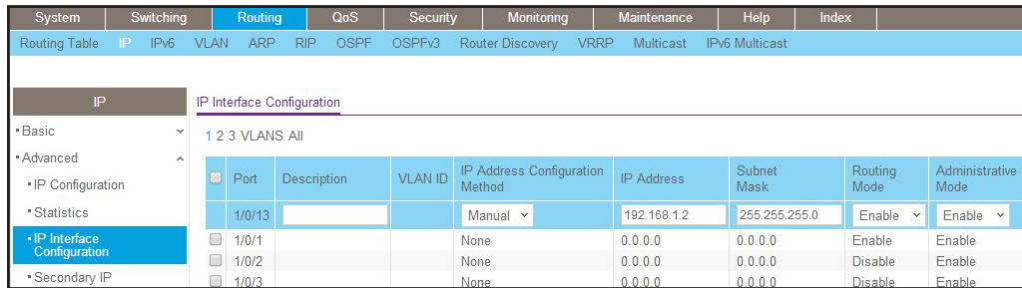 System Switching Routing QoS Security Monitoring Maintenance Help Index
Routing Table IP IPv6 VLAN ARP RIP OSPF OSPFv3 Router Discovery VRRP Multicast IPv6 Multicast
IP
Basic
Advanced
IP Configuration
Statistics
IP Interface
Configuration
Secondary IP
IP Interface Configuration
1 2 3 VLANS All
Port Description VLAN ID IP Address Configuration Method IP Address Subnet Mask Routing Mode Administrative Mode
1/0/13 Manual 192.168.1.2 255.255.255.0 Enable Enable
1/0/1 None 0.0.0.0 0.0.0.0 Enable Enable
1/0/2 None 0.0.0.0 0.0.0.0 Disable Enable
1/0/3 None 0.0.0.0 0.0.0.0 Disable Enable